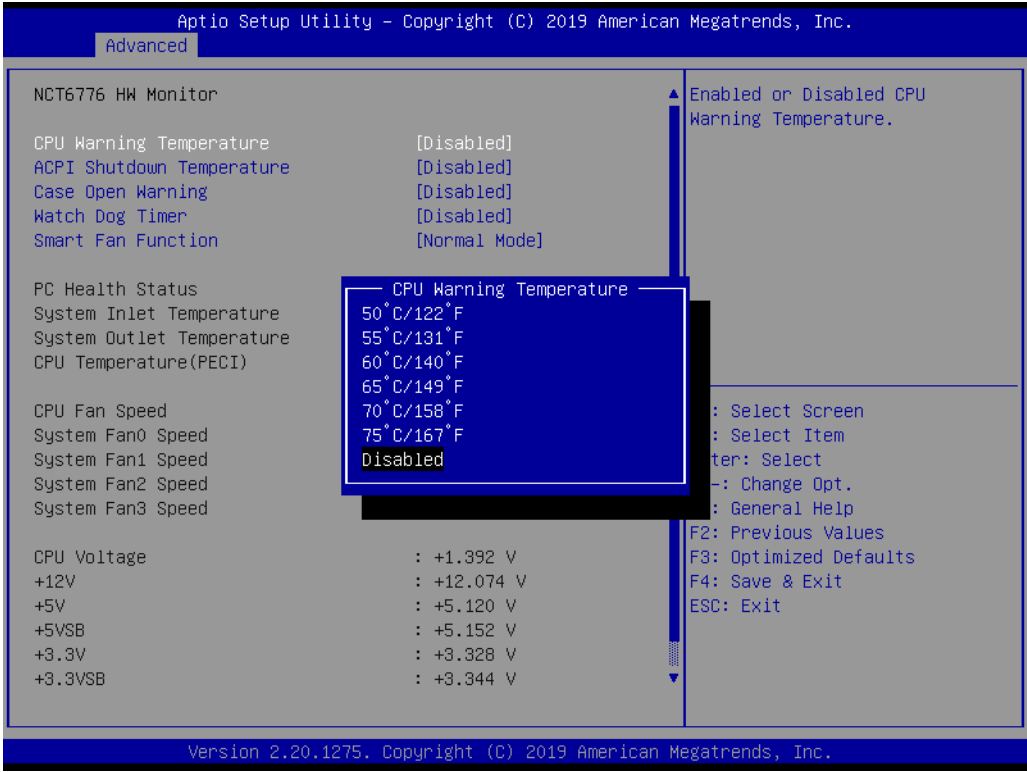 Aptio Setup Utility – Copyright (C) 2019 American Megatrends, Inc.
Advanced
NCT6776 HW Monitor
CPU Warning Temperature [Disabled]
ACPI Shutdown Temperature [Disabled]
Case Open Warning [Disabled]
Watch Dog Timer [Disabled]
Smart Fan Function [Normal Mode]
PC Health Status
System Inlet Temperature
System Outlet Temperature
CPU Temperature(PECI)
CPU Fan Speed
System Fan0 Speed
System Fan1 Speed
System Fan2 Speed
System Fan3 Speed
CPU Voltage : +1.392 V
+12V : +12.074 V
+5V : +5.120 V
+5VSB : +5.152 V
+3.3V : +3.328 V
+3.3VSB : +3.344 V
CPU Warning Temperature
50°C/122°F
55°C/131°F
60°C/140°F
65°C/149°F
70°C/158°F
75°C/167°F
Disabled
Enabled or Disabled CPU
Warning Temperature.
: Select Screen
: Select Item
ter: Select
-: Change Opt.
: General Help
F2: Previous Values
F3: Optimized Defaults
F4: Save & Exit
ESC: Exit
Version 2.20.1275. Copyright (C) 2019 American Megatrends, Inc.